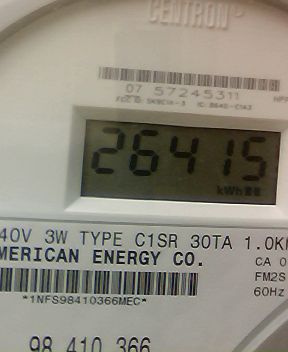 CENTRON
07 57245311
26415
kWh
40V 3W TYPE C1SR 30TA 1.0K
MERICAN ENERGY CO.
CA 0
FM2S
*1NFS98410366MEC*
60Hz
98 410 366